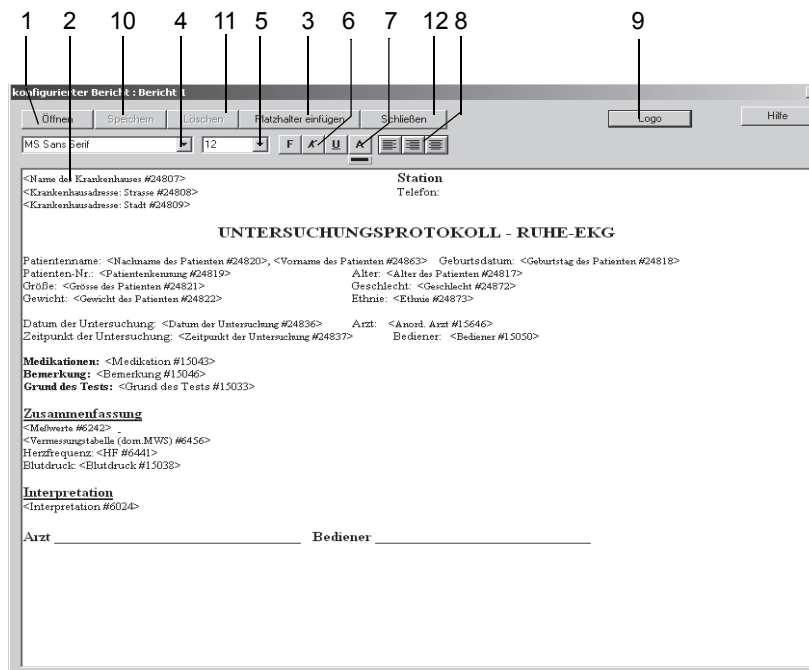 1 2 10 4 11 5 3 6 7 12 8 9
konfigurierter Bericht : Bericht 1
Öffnen Speichern Löschen Platzhalter einfügen Schließen Logo Hilfe
MS Sans Serif 12 F K U A
<Name des Krankenhauses #24807> Station
<Krankenhausadresse: Strasse #24808> Telefon:
<Krankenhausadresse: Stadt #24809>
UNTERSUCHUNGSPROTOKOLL - RUHE-EKG
Patientenname: <Nachname des Patienten #24820>, <Vorname des Patienten #24863> Geburtsdatum: <Geburtstag des Patienten #24818>
Patienten-Nr.: <Patientenkennung #24819> Alter: <Alter des Patienten #24817>
Größe: <Grösse des Patienten #24821> Geschlecht: <Geschlecht #24872>
Gewicht: <Gewicht des Patienten #24822> Ethnie: <Ethnie #24873>
Datum der Untersuchung: <Datum der Untersuchung #24836> Arzt: <Anord. Arzt #15646>
Zeitpunkt der Untersuchung: <Zeitpunkt der Untersuchung #24837> Bediener: <Bediener #15050>
Medikationen: <Medikation #15043>
Bemerkung: <Bemerkung #15046>
Grund des Tests: <Grund des Tests #15033>
Zusammenfassung
<Meßwerte #6242> _
<Vermessungstabelle (dom.MWS) #6456>
Herzfrequenz: <HF #6441>
Blutdruck: <Blutdruck #15038>
Interpretation
<Interpretation #6024>
Arzt ______________________________ Bediener ______________________________